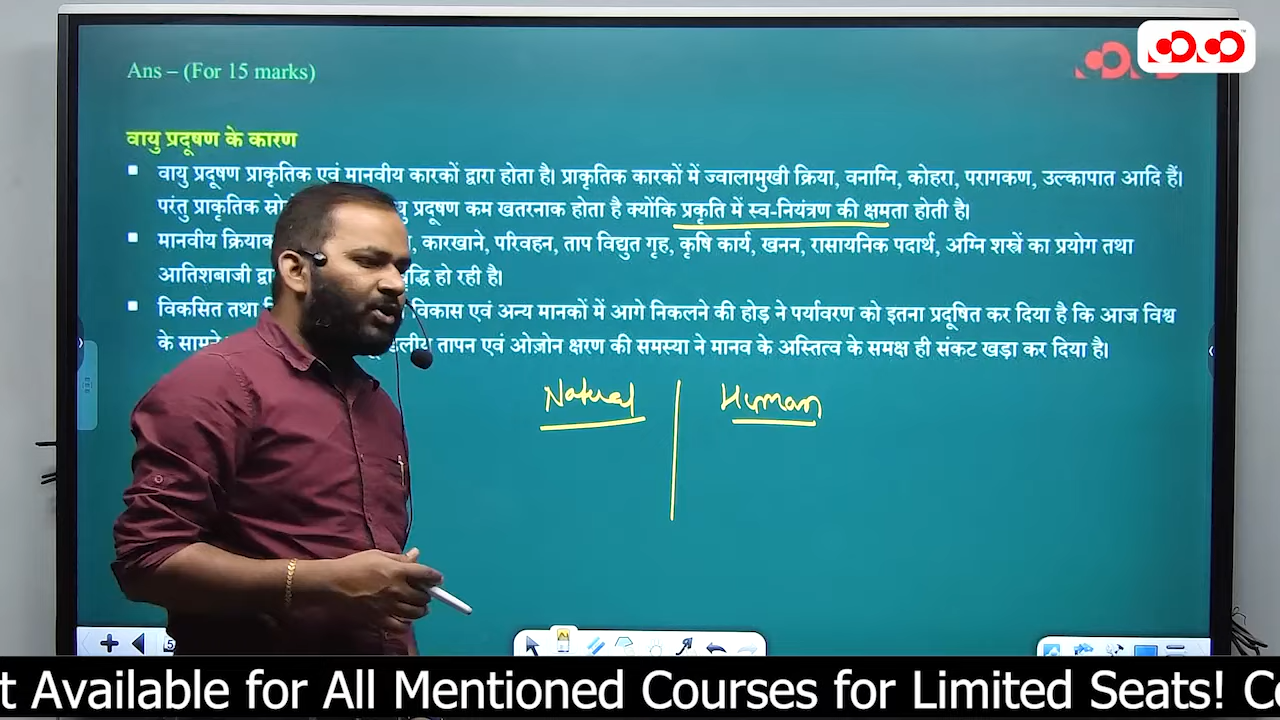 Ans – (For 15 marks)
वायु प्रदूषण के कारण
▪ वायु प्रदूषण प्राकृतिक एवं मानवीय कारकों द्वारा होता है। प्राकृतिक कारकों में ज्वालामुखी क्रिया, वनाग्नि, कोहरा, परागकण, उल्कापात आदि हैं।
परंतु प्राकृतिक प्रदूषण कम खतरनाक होता है क्योंकि प्रकृति में स्व-नियंत्रण की क्षमता होती है।
▪ मानवीय कारखाने, परिवहन, ताप विद्युत गृह, कृषि कार्य, खनन, रासायनिक पदार्थ, अग्नि शस्त्रों का प्रयोग तथा
आतिशबाजी हो रही है।
▪ विकसित तथा विकास एवं अन्य मानकों में आगे निकलने की होड़ ने पर्यावरण को इतना प्रदूषित कर दिया है कि आज विश्व
के सामने तापन एवं ओज़ोन क्षरण की समस्या ने मानव के अस्तित्व के समक्ष ही संकट खड़ा कर दिया है।
Natural Human
Available for All Mentioned Courses for Limited Seats!